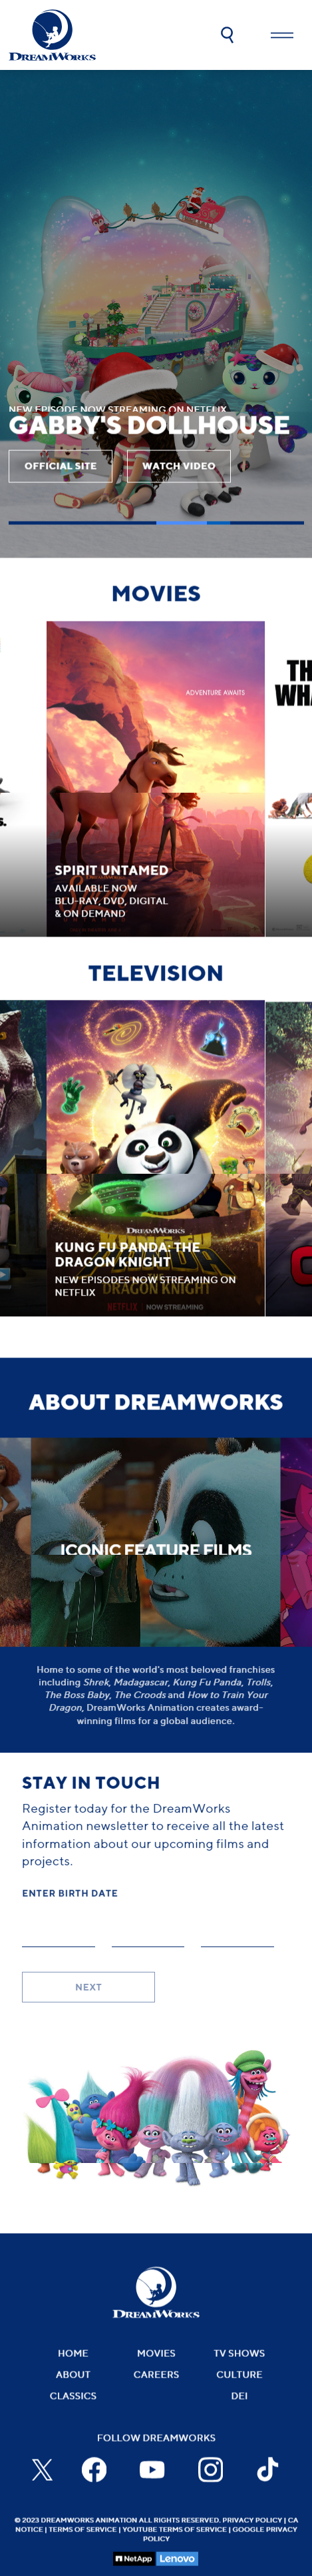 DREAMWORKS
NEW EPISODE NOW STREAMING ON NETFLIX
GABBY'S DOLLHOUSE
OFFICIAL SITE
WATCH VIDEO
MOVIES
ADVENTURE AWAITS
TH
WHA
S.
SPIRIT UNTAMED
AVAILABLE NOW
BLU-RAY, DVD, DIGITAL
& ON DEMAND
TELEVISION
DREAMWORKS
KUNG FU PANDA: THE
DRAGON KNIGHT
DRAGON KNIGHT
NEW EPISODES NOW STREAMING ON
NETFLIX
NETFLIX | NOW STREAMING
ABOUT DREAMWORKS
ICONIC FEATURE FILMS
Home to some of the world's most beloved franchises
including Shrek, Madagascar, Kung Fu Panda, Trolls,
The Boss Baby, The Croods and How to Train Your
Dragon, DreamWorks Animation creates award-
winning films for a global audience.
STAY IN TOUCH
Register today for the DreamWorks
Animation newsletter to receive all the latest
information about our upcoming films and
projects.
ENTER BIRTH DATE
NEXT
DREAMWORKS
HOME MOVIES TV SHOWS
ABOUT CAREERS CULTURE
CLASSICS DEI
FOLLOW DREAMWORKS
© 2023 DREAMWORKS ANIMATION ALL RIGHTS RESERVED. PRIVACY POLICY | CA
NOTICE | TERMS OF SERVICE | YOUTUBE TERMS OF SERVICE | GOOGLE PRIVACY
POLICY
NetApp Lenovo